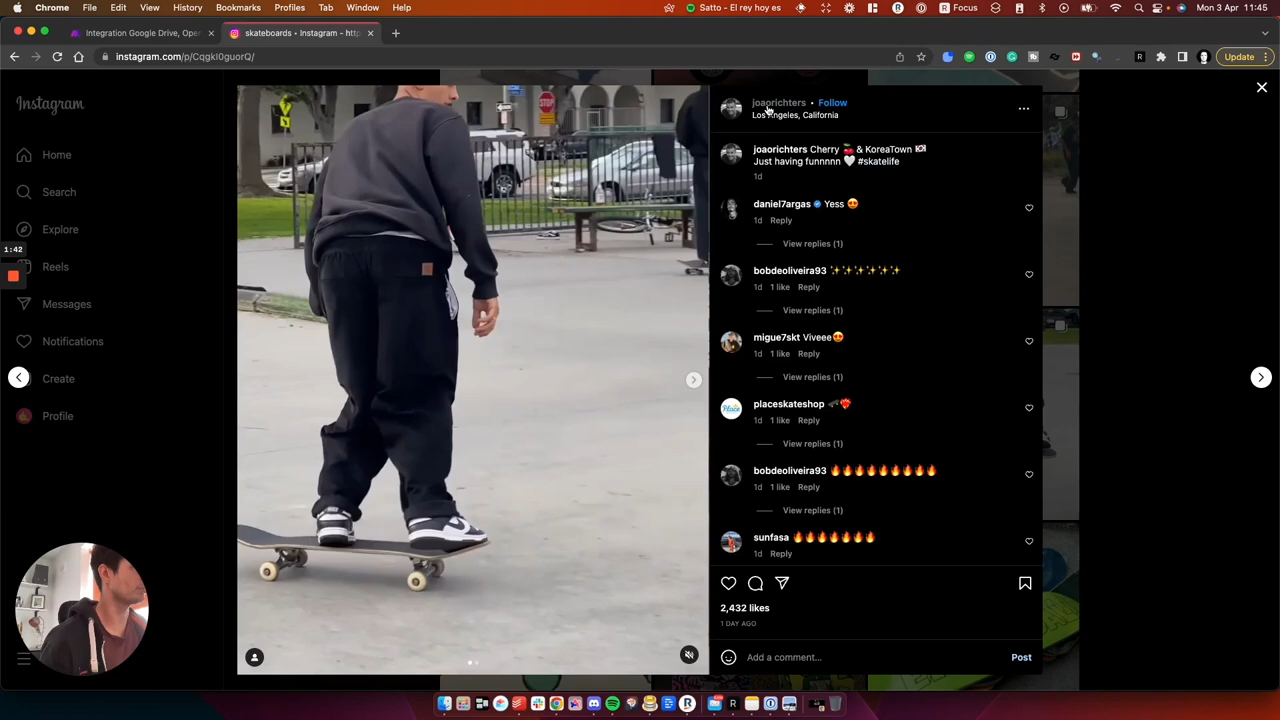 Chrome File Edit View History Bookmarks Profiles Tab Window Help Satto - El rey hoy es Focus Mon 3 Apr 11:45
Integration Google Drive, Oper skateboards • Instagram - http
instagram.com/p/CqgkI0guorQ/ Update
Instagram
Home
Search
Explore
1:42
Reels
Messages
Notifications
Create
Profile
STOP
joaorichters • Follow
Los Angeles, California
joaorichters Cherry 🍒 & KoreaTown 🇰🇷
Just having funnnnn 🤍 #skatelife
1d
daniel7argas Yess 😍
1d Reply
View replies (1)
bobdeoliveira93 ✨✨✨✨✨✨
1d 1 like Reply
View replies (1)
migue7skt Viveee😍
1d 1 like Reply
View replies (1)
Place
placeskateshop 🛹❤️‍🔥
1d 1 like Reply
View replies (1)
bobdeoliveira93 🔥🔥🔥🔥🔥🔥🔥🔥🔥
1d 1 like Reply
View replies (1)
sunfasa 🔥🔥🔥🔥🔥🔥🔥
1d Reply
2,432 likes
1 DAY AGO
Add a comment... Post